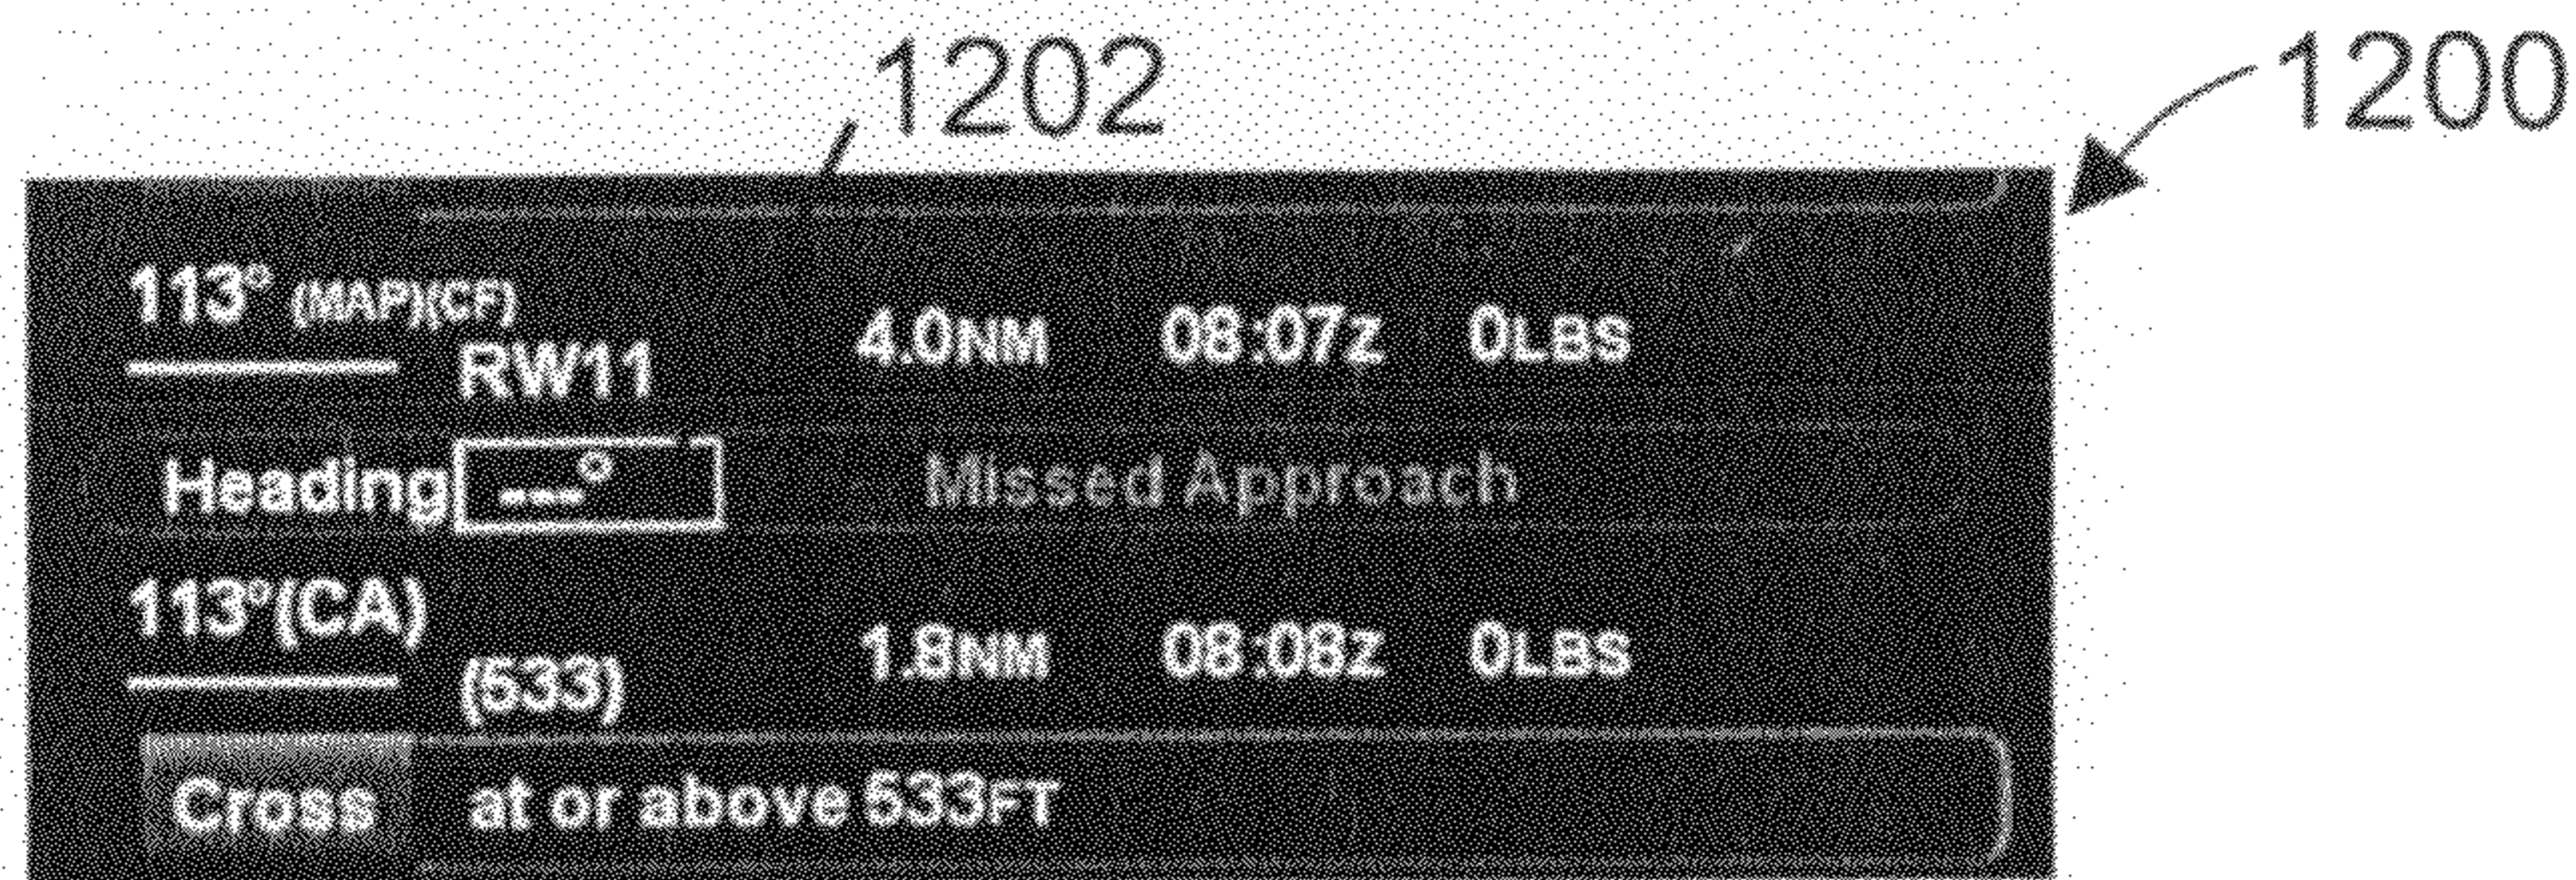 1202
1200
113° (MAP)(CF)
RW11 4.0NM 08:07Z 0LBS
Heading ---° Missed Approach
113°(CA)
(533) 1.8NM 08:08Z 0LBS
Cross at or above 533FT